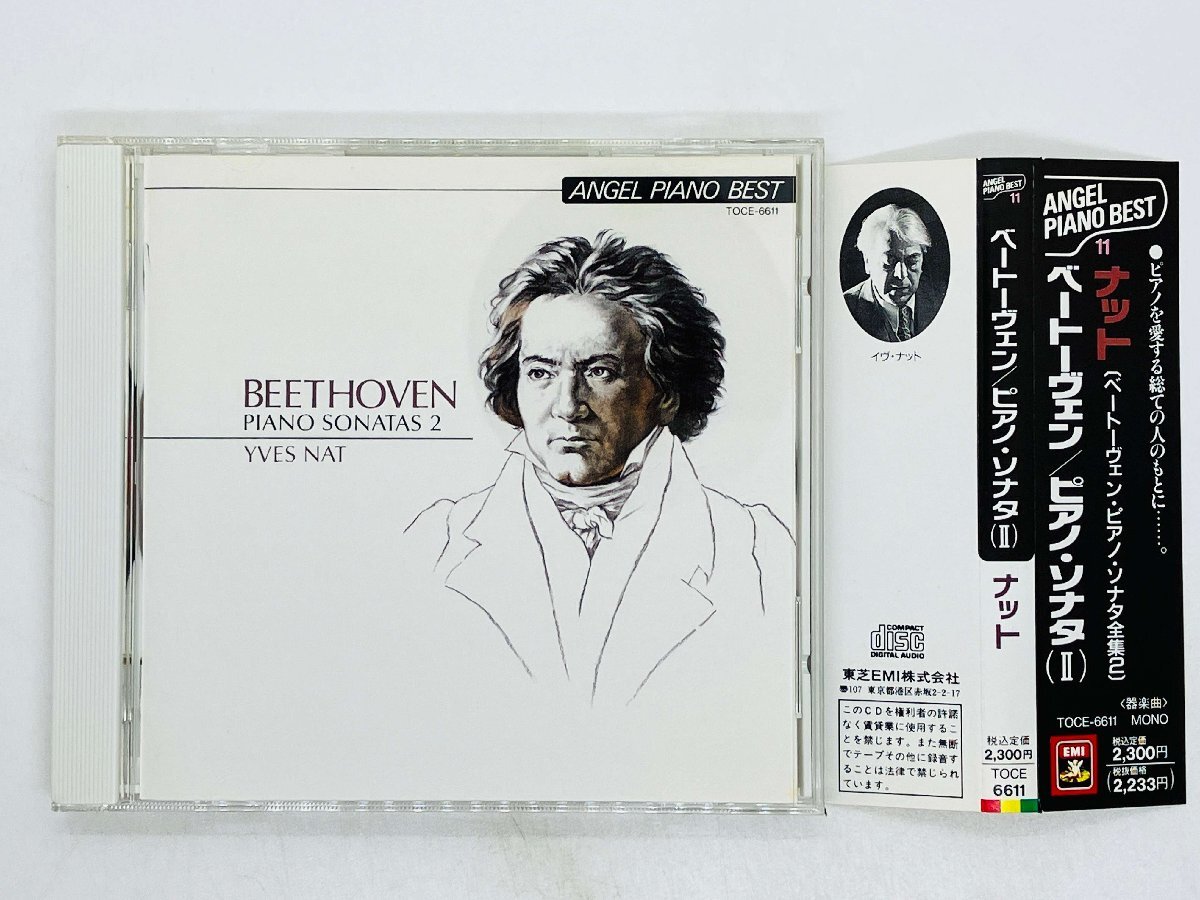 ANGEL PIANO BEST
TOCE-6611
BEETHOVEN
PIANO SONATAS 2
YVES NAT
イヴ・ナット
COMPACT
disc
DIGITAL AUDIO
東芝EMI株式会社
〠107 東京都港区赤坂2-2-17
このCDを権利者の許諾
なく賃貸業に使用するこ
とを禁じます。また無断
でテープその他に録音す
ることは法律で禁じられ
ています。
ANGEL
PIANO BEST
11
ベートーヴェン/ピアノ・ソナタ(II)
ナット
税込定価
2,300円
TOCE
6611
ANGEL
PIANO BEST
11
●ピアノを愛する総ての人のもとに……。
ナット(ベートーヴェン・ピアノ・ソナタ全集2)
ベートーヴェン/ピアノ・ソナタ(II)
〈器楽曲〉
TOCE-6611 MONO
EMI
税込定価
2,300円
(税抜価格
2,233円)